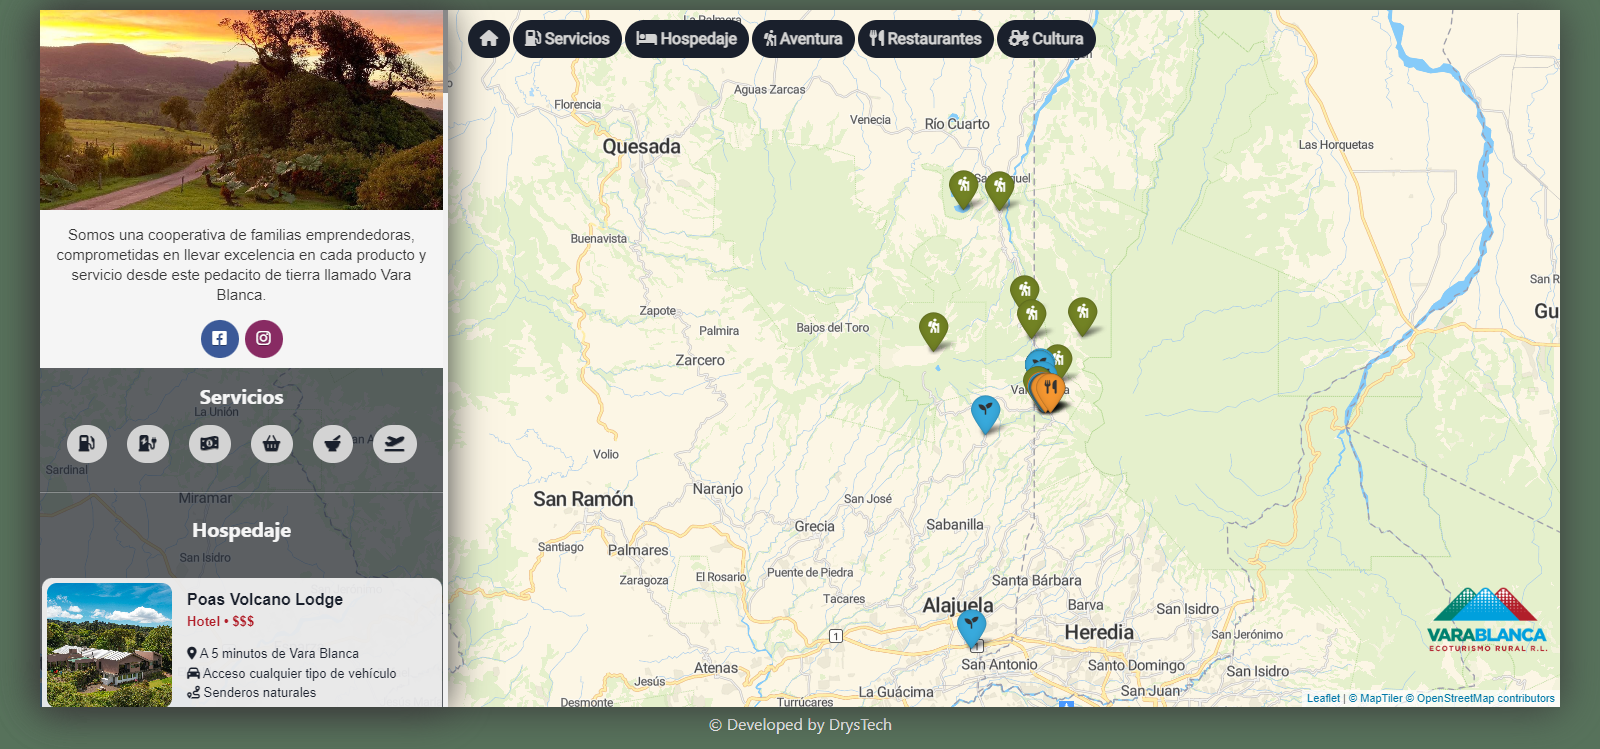 Servicios
Hospedaje
Aventura
Restaurantes
Cultura
Somos una cooperativa de familias emprendedoras,
comprometidas en llevar excelencia en cada producto y
servicio desde este pedacito de tierra llamado Vara
Blanca.
Servicios
La Unión
Sardinal
Miramar
Hospedaje
San Isidro
Poas Volcano Lodge
Hotel • $$$
A 5 minutos de Vara Blanca
Acceso cualquier tipo de vehículo
Senderos naturales
La Palmera
Aguas Zarcas
Florencia
Venecia
Río Cuarto
Quesada
Las Horquetas
Buenavista
San R
Zapote
Palmira
Bajos del Toro
Gu
Zarcero
Volio
San Ramón
Naranjo
San José
Grecia
Sabanilla
Santiago
Palmares
Zaragoza
El Rosario
Puente de Piedra
Santa Bárbara
Tacares
Alajuela
Barva
San Isidro
1
Heredia
San Jerónimo
1
Atenas
San Antonio
Santo Domingo
San Isidro
Jesús
La Guácima
San Juan
Desmonte
Turrúcares
VARABLANCA
ECOTURISMO RURAL R.L.
Leaflet | © MapTiler © OpenStreetMap contributors
© Developed by DrysTech